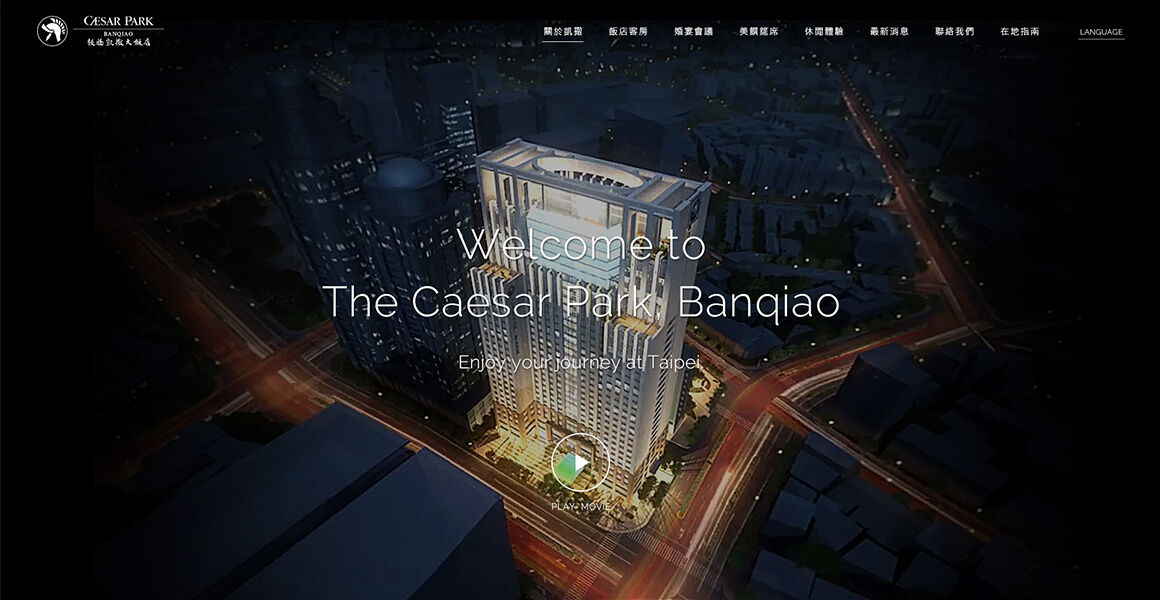 CÆSAR PARK
BANQIAO
板橋凱撒大飯店
關於凱撒
飯店客房
婚宴會議
美饌筵席
休閒體驗
最新消息
聯絡我們
在地指南
LANGUAGE
Welcome to
The Caesar Park, Banqiao
Enjoy your journey at Taipei
PLAY MOVIE